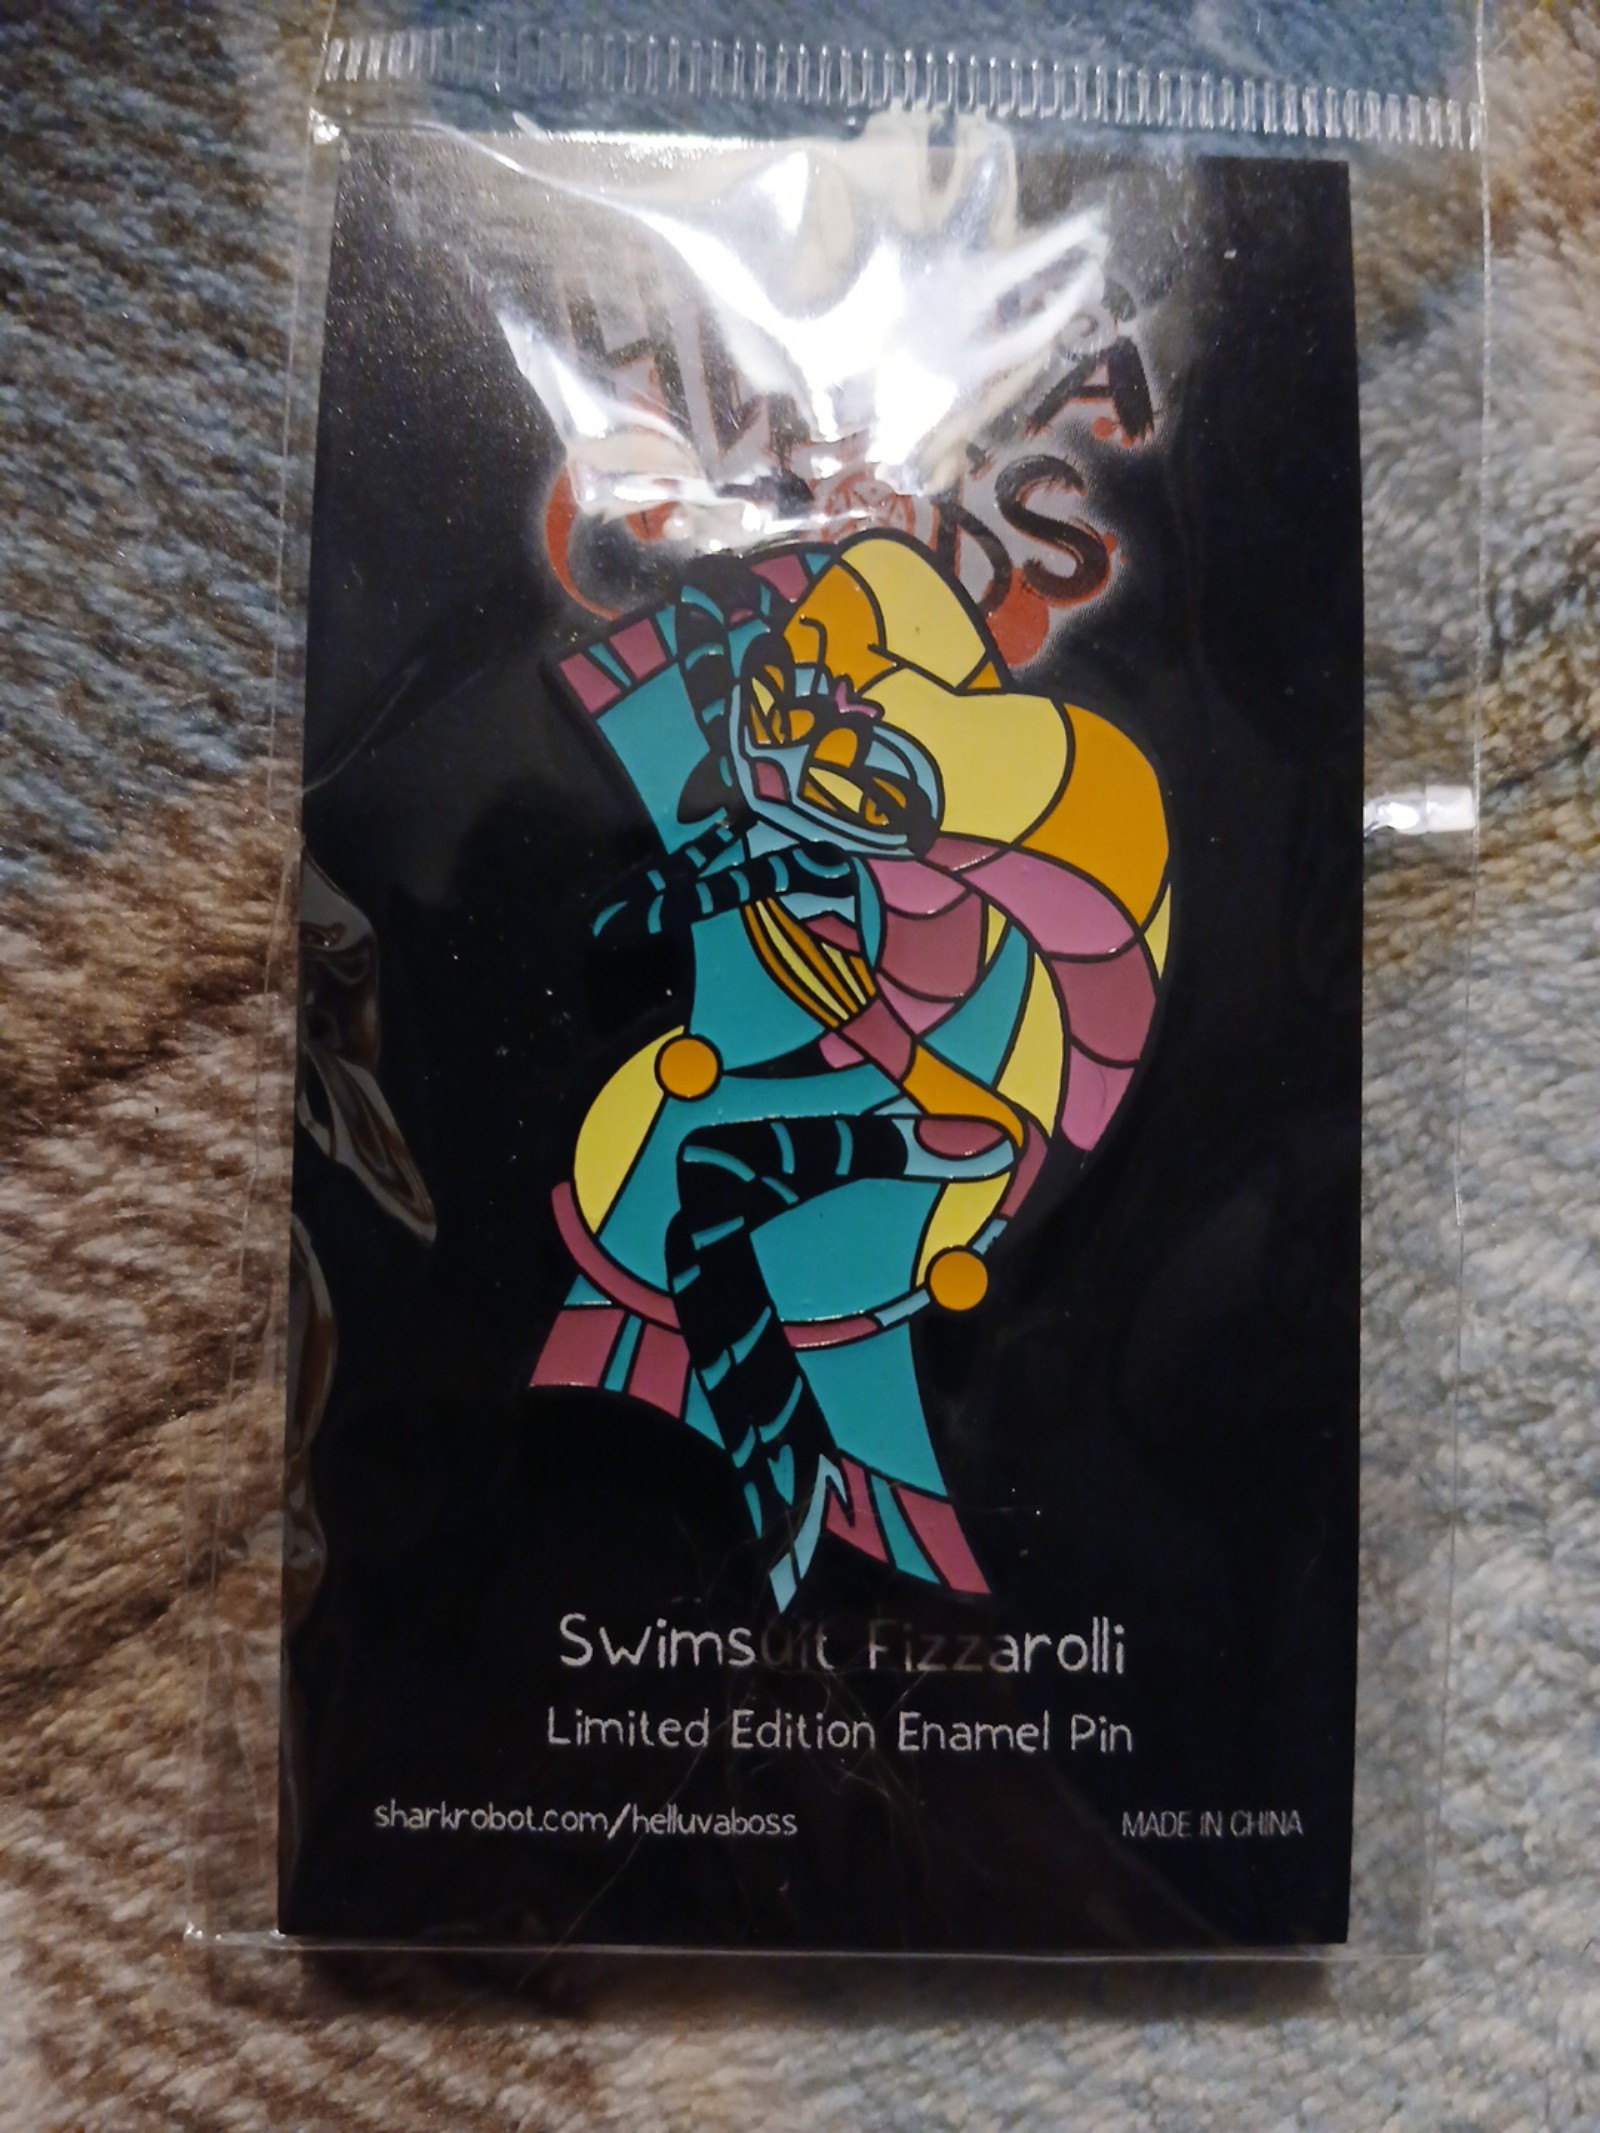 Swimsuit Fizzarolli
Limited Edition Enamel Pin
sharkrobot.com/helluvaboss
MADE IN CHINA